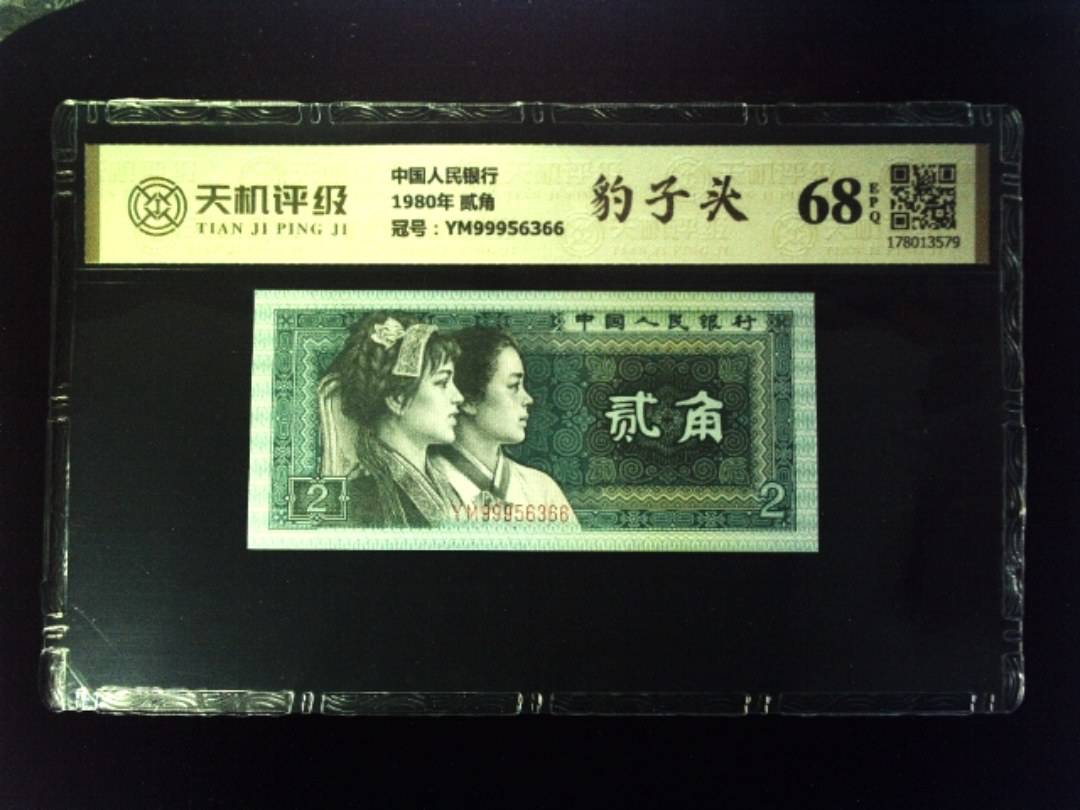 天机评级
TIAN JI PING JI
中国人民银行
1980年 贰角
冠号：YM99956366
豹子头
68
EPQ
178013579
中国人民银行
贰角
2
2
YM99956366